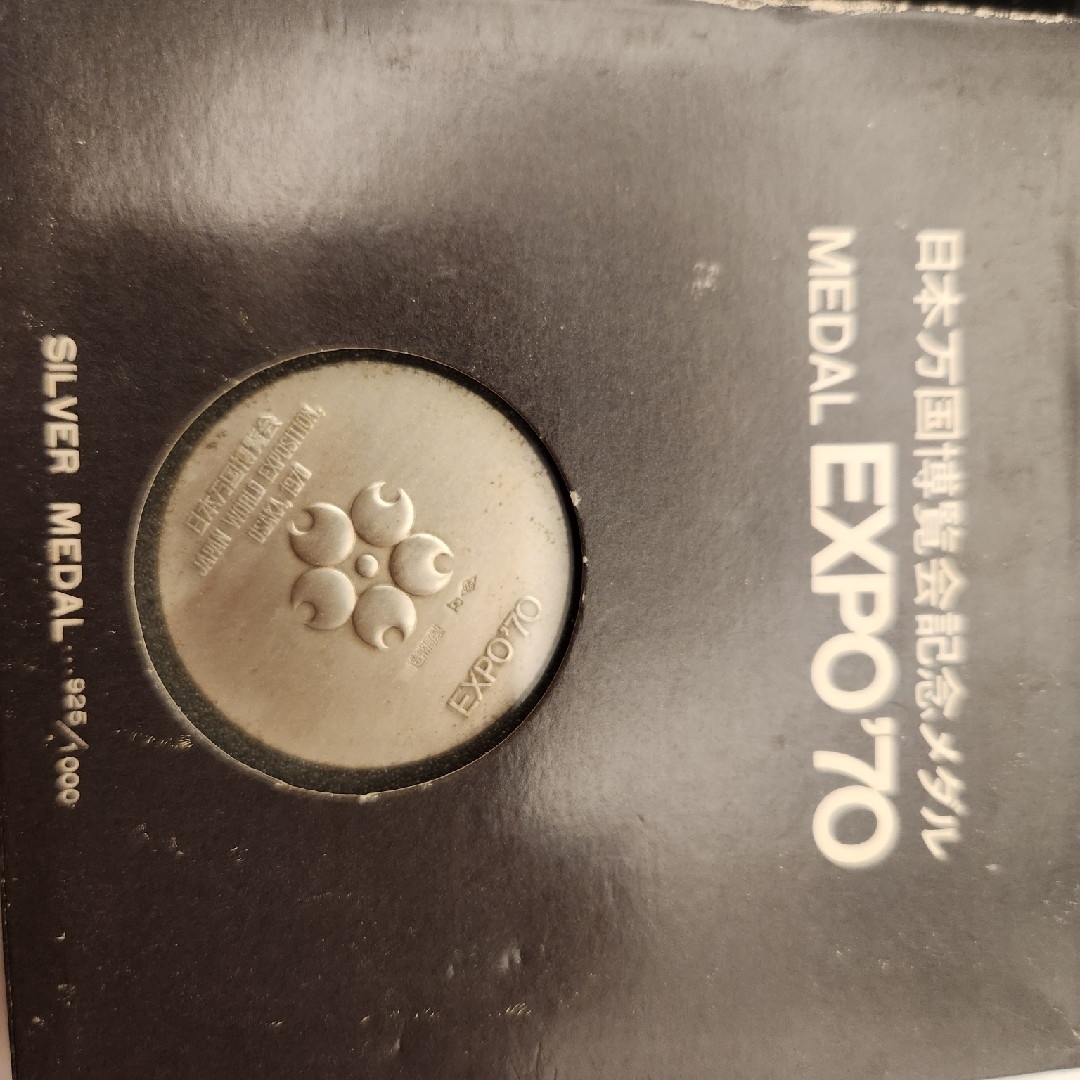 日本万国博覧会記念メダル
MEDAL EXPO'70
日本万国博覧会
JAPAN WORLD EXPOSITION,
OSAKA, 1970
EXPO'70
SILVER MEDAL...925/1000